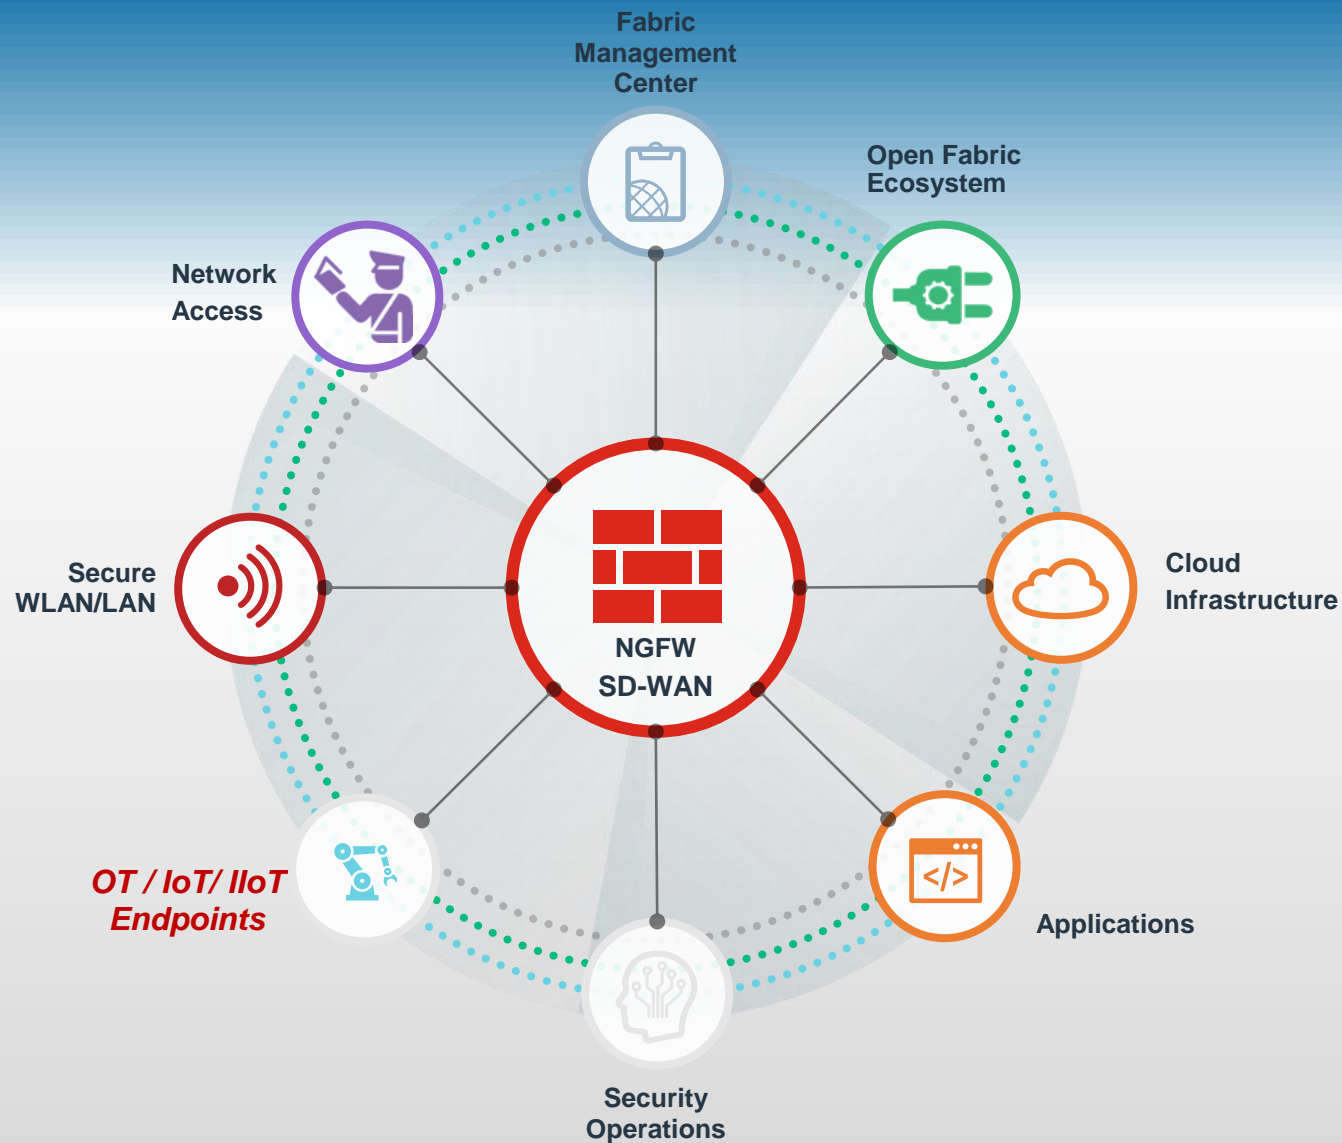 Fabric
Management
Center
Open Fabric
Ecosystem
Network
Access
Secure
WLAN/LAN
NGFW
SD-WAN
Cloud
Infrastructure
OT / IoT/ IIoT
Endpoints
</>
Applications
Security
Operations